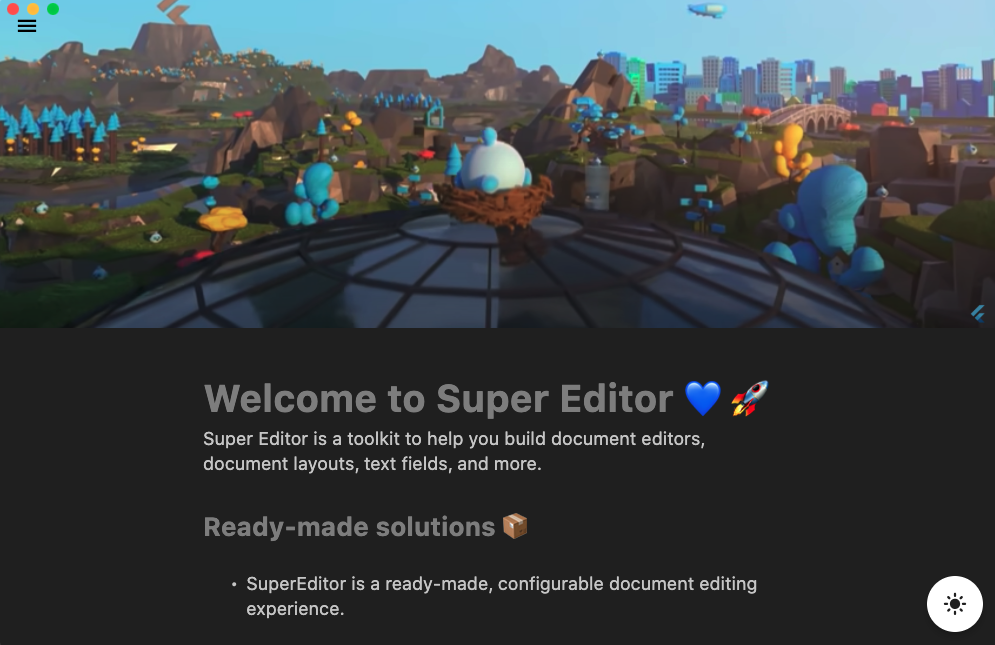 Welcome to Super Editor 💙 🚀
Super Editor is a toolkit to help you build document editors,
document layouts, text fields, and more.
Ready-made solutions 📦
• SuperEditor is a ready-made, configurable document editing
experience.